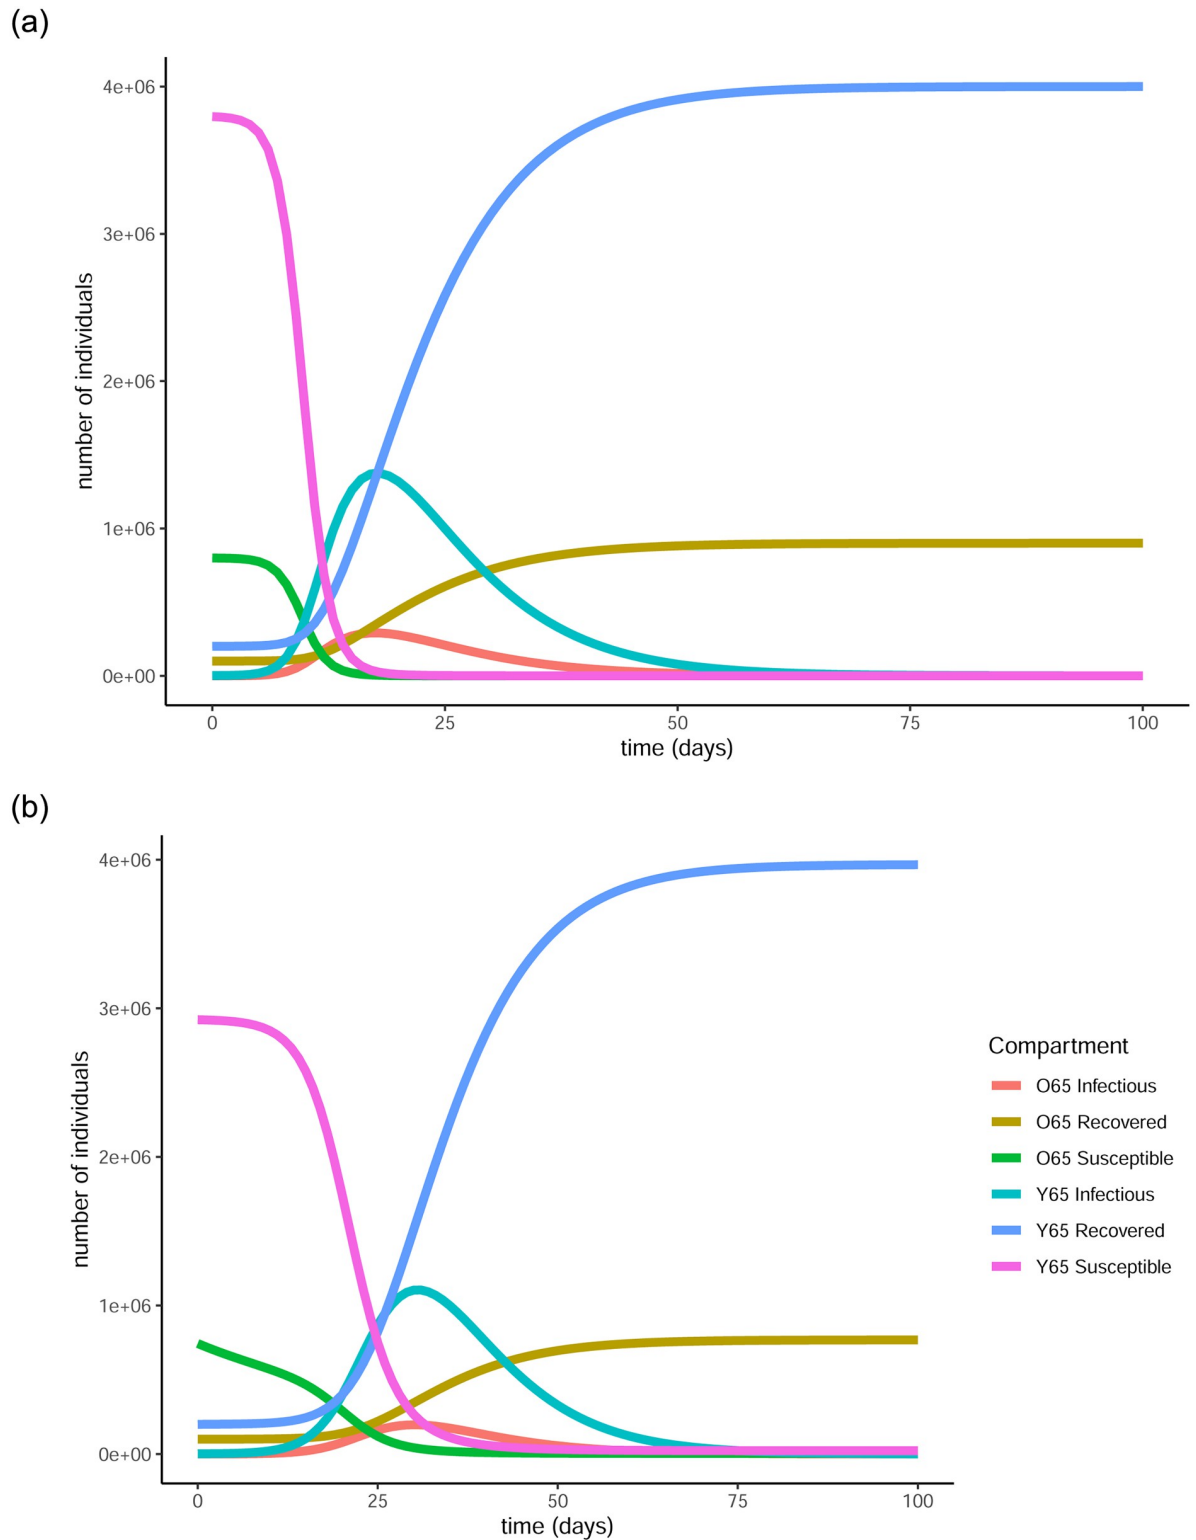 (a)
number of individuals
4e+06
3e+06
2e+06
1e+06
0e+00
0 25 50 75 100
time (days)
(b)
number of individuals
4e+06
3e+06
2e+06
1e+06
0e+00
0 25 50 75 100
time (days)
Compartment
O65 Infectious
O65 Recovered
O65 Susceptible
Y65 Infectious
Y65 Recovered
Y65 Susceptible